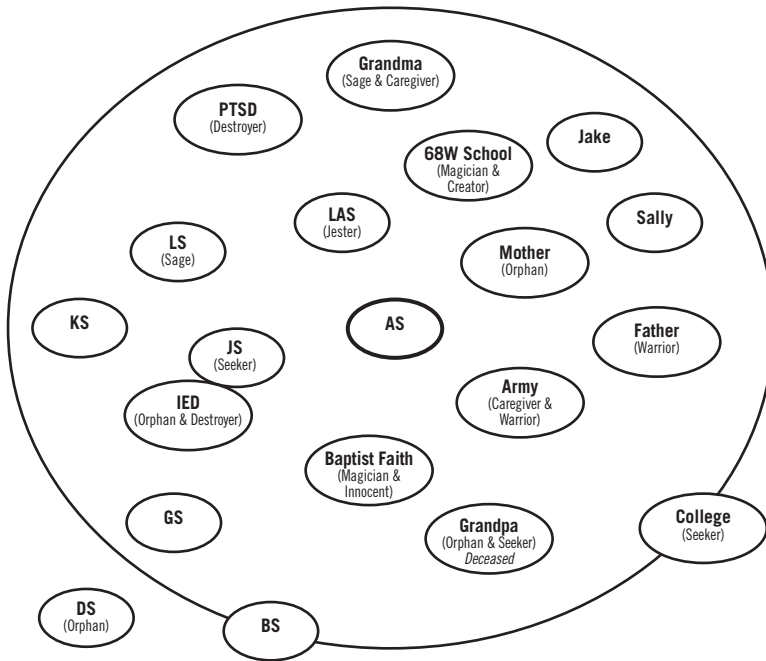 Grandma
(Sage & Caregiver)
PTSD
(Destroyer)
68W School
(Magician &
Creator)
Jake
LAS
(Jester)
Sally
LS
(Sage)
Mother
(Orphan)
KS
AS
JS
(Seeker)
Father
(Warrior)
IED
(Orphan & Destroyer)
Army
(Caregiver &
Warrior)
Baptist Faith
(Magician &
Innocent)
GS
Grandpa
(Orphan & Seeker)
Deceased
College
(Seeker)
DS
(Orphan)
BS